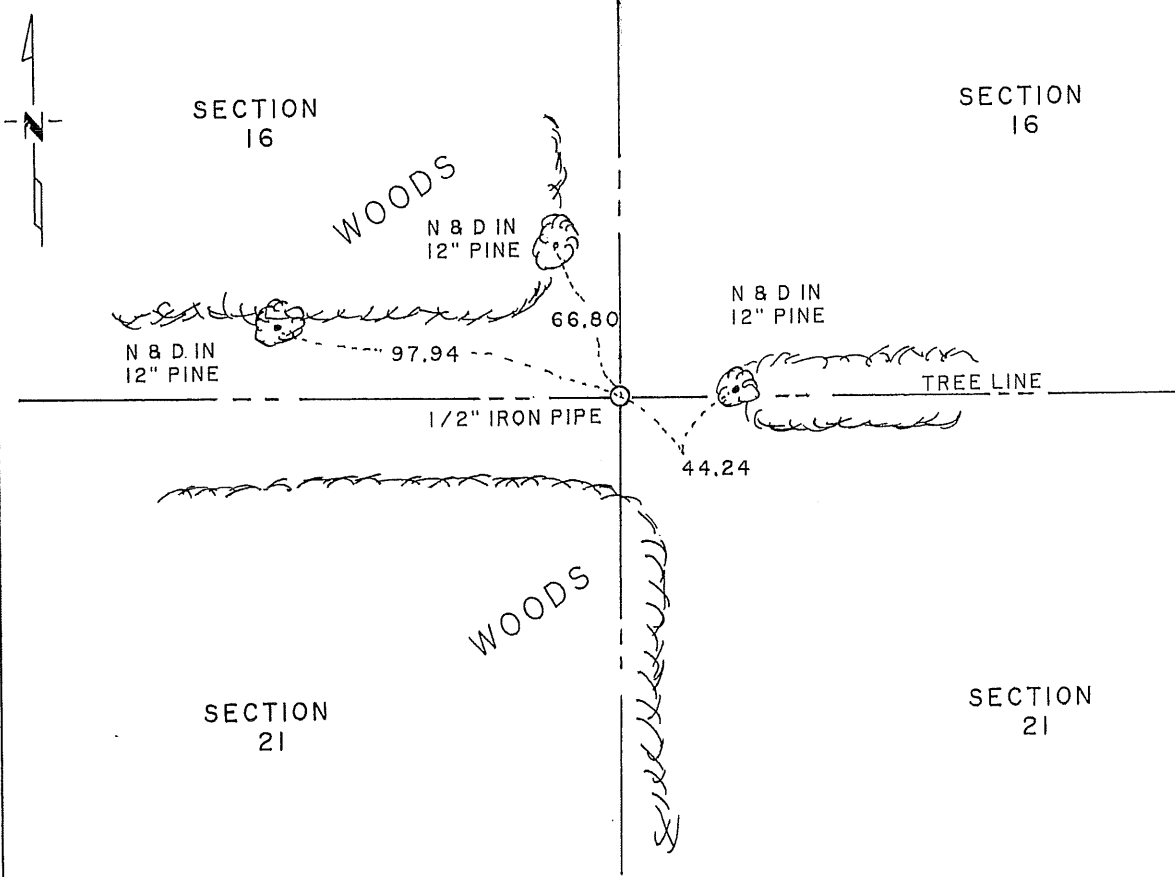 N
SECTION
16
SECTION
16
WOODS
N & D IN
12" PINE
N & D IN
12" PINE
66.80
N & D. IN
12" PINE
97.94
TREE LINE
1/2" IRON PIPE
44.24
WOODS
SECTION
21
SECTION
21